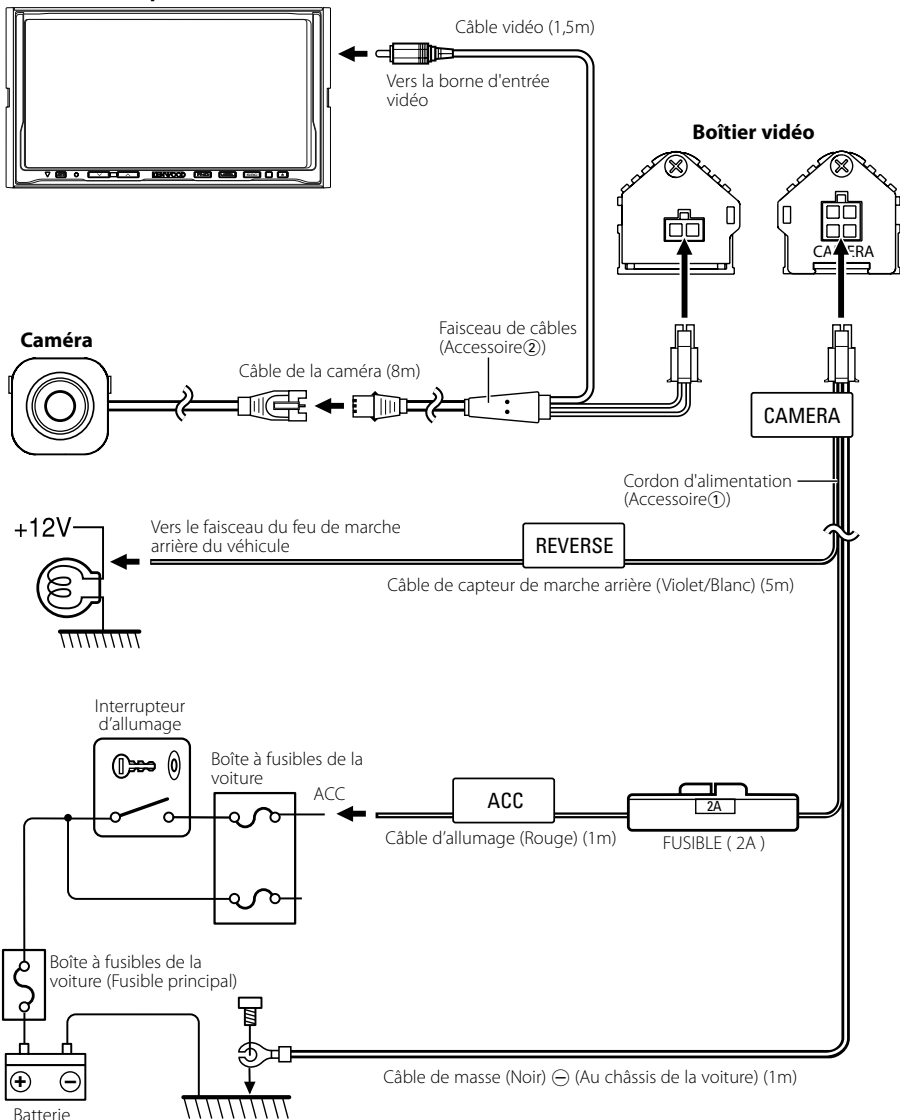 Câble vidéo (1,5m)
Vers la borne d'entrée
vidéo
KENWOOD
Boîtier vidéo
CAMERA
Caméra
Câble de la caméra (8m)
Faisceau de câbles
(Accessoire②)
CAMERA
Cordon d'alimentation
(Accessoire①)
+12V
Vers le faisceau du feu de marche
arrière du véhicule
REVERSE
Câble de capteur de marche arrière (Violet/Blanc) (5m)
Interrupteur
d'allumage
Boîte à fusibles de la
voiture
ACC
ACC
2A
Câble d'allumage (Rouge) (1m)
FUSIBLE ( 2A )
Boîte à fusibles de la
voiture (Fusible principal)
Câble de masse (Noir) ⊖ (Au châssis de la voiture) (1m)
+ −
Batterie